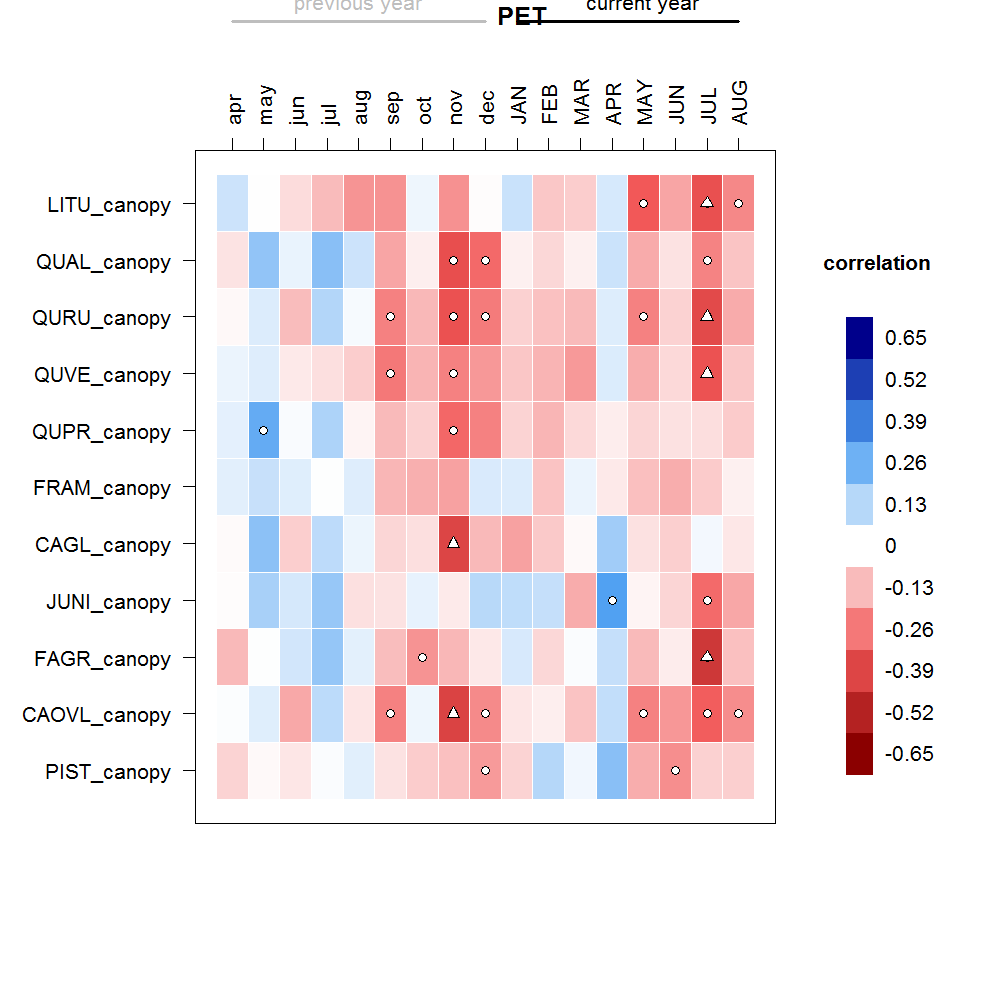 previous year
current year
PET
apr may jun jul aug sep oct nov dec JAN FEB MAR APR MAY JUN JUL AUG
LITU_canopy
QUAL_canopy
QURU_canopy
QUVE_canopy
QUPR_canopy
FRAM_canopy
CAGL_canopy
JUNI_canopy
FAGR_canopy
CAOVL_canopy
PIST_canopy
correlation
0.65
0.52
0.39
0.26
0.13
0
-0.13
-0.26
-0.39
-0.52
-0.65